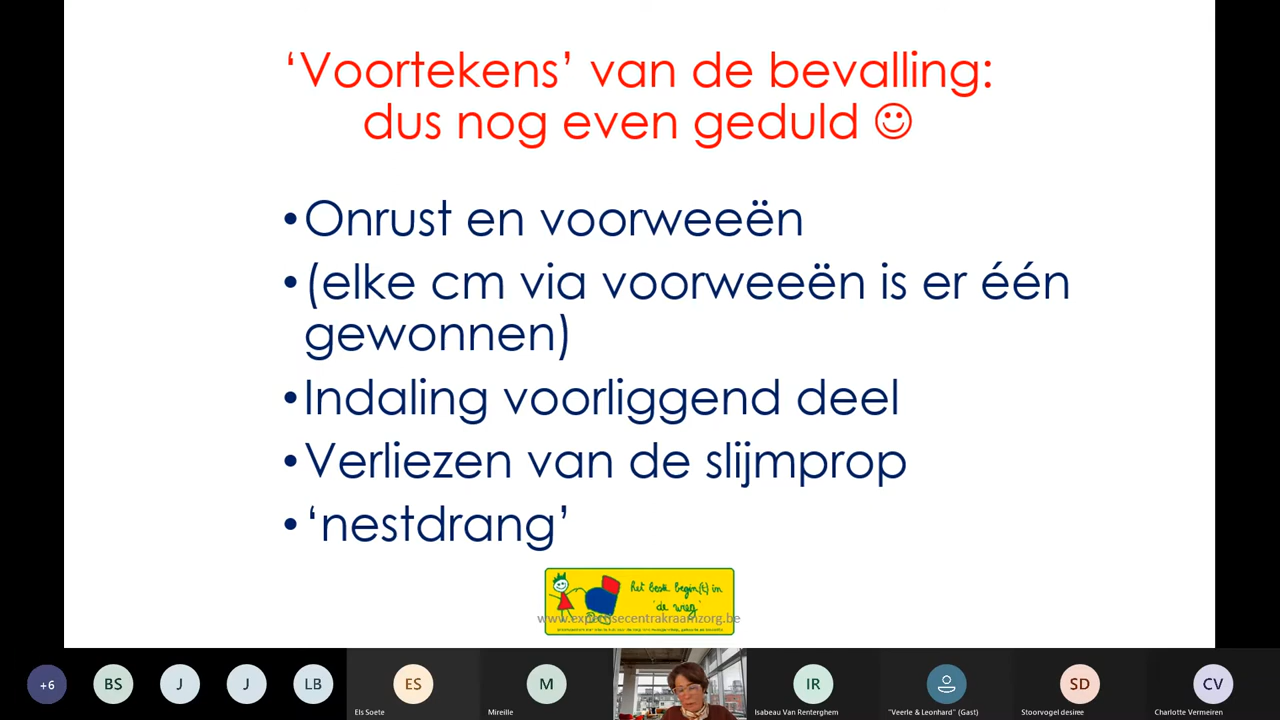 ‘Voortekens’ van de bevalling:
dus nog even geduld ☺
•Onrust en voorweeën
•(elke cm via voorweeën is er één
gewonnen)
•Indaling voorliggend deel
•Verliezen van de slijmprop
•‘nestdrang’
het beste begin(t) in
'de weg'
www.expertisecentrakraamzorg.be
+6
BS
J
J
LB
ES
M
IR
SD
CV
Els Soete
Mireille
Isabeau Van Renterghem
"Veerle & Leonhard" (Gast)
Stoorvogel desiree
Charlotte Vermeiren